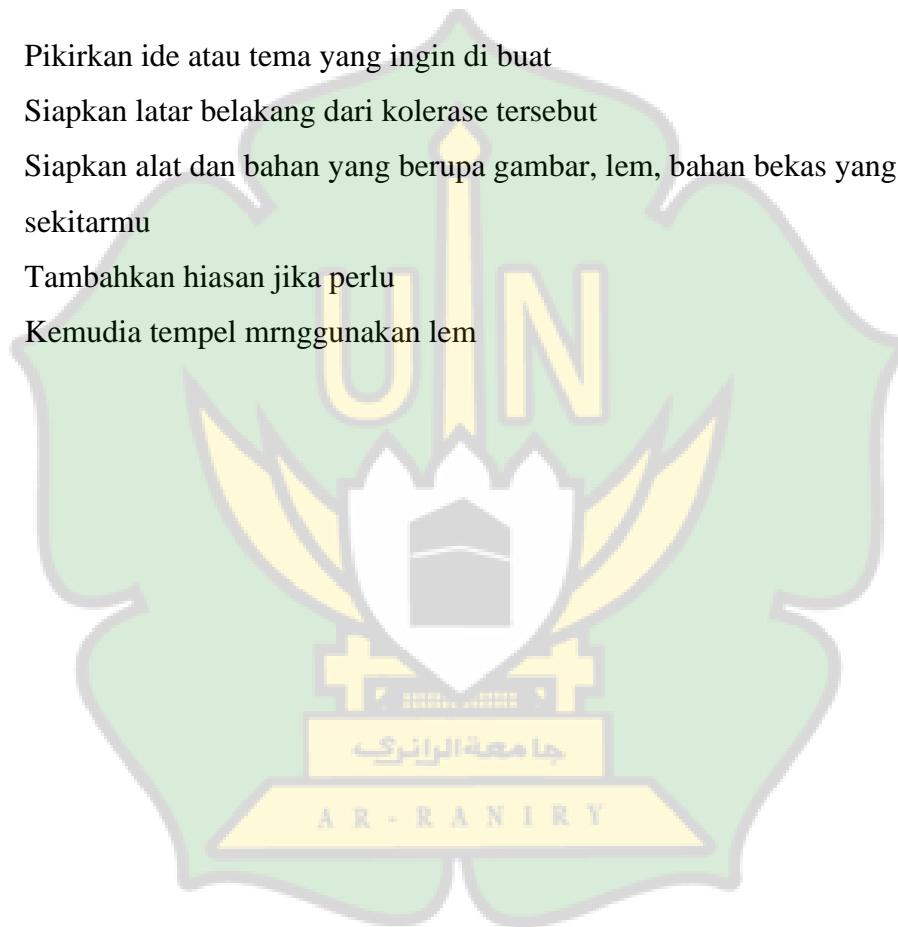 Pikirkan ide atau tema yang ingin di buat
Siapkan latar belakang dari kolerase tersebut
Siapkan alat dan bahan yang berupa gambar, lem, bahan bekas yang
sekitarmu
Tambahkan hiasan jika perlu
Kemudia tempel mrnggunakan lem
UIN
جامعة الرانري
AR-RANIRY